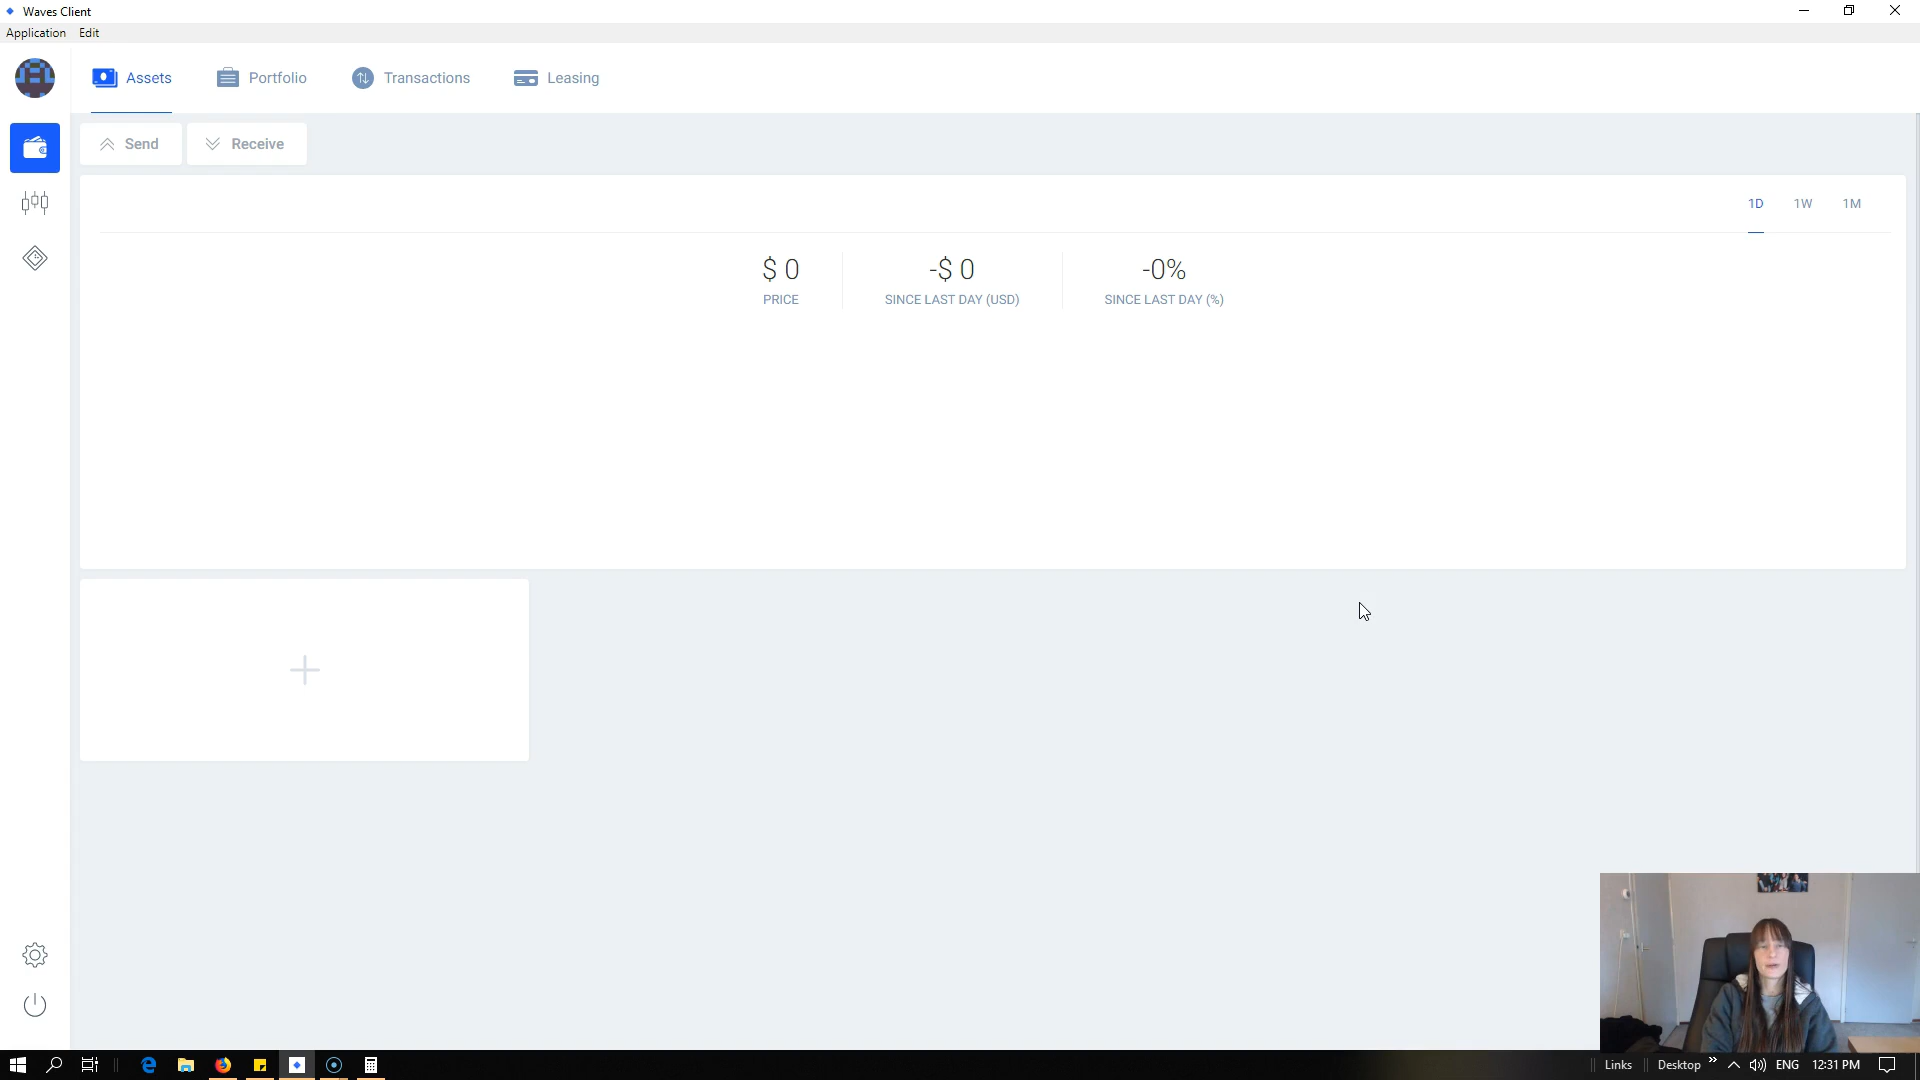 Waves Client
Application Edit
Assets Portfolio Transactions Leasing
Send Receive
1D 1W 1M
$ 0 -$ 0 -0%
PRICE SINCE LAST DAY (USD) SINCE LAST DAY (%)
Links Desktop ENG 12:31 PM